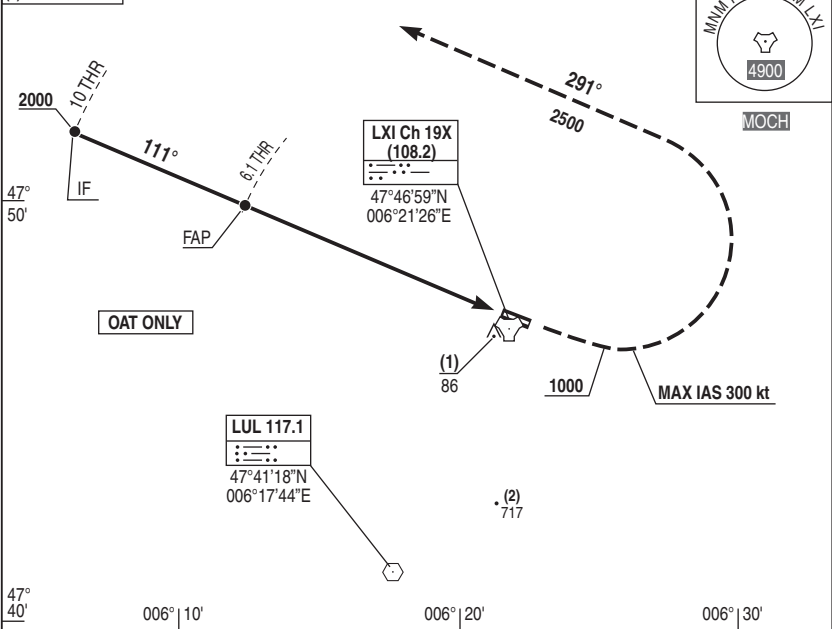 2000
10 THR
111°
6.1 THR
IF
FAP
47°
50'
OAT ONLY
LXI Ch 19X
(108.2)
47°46'59”N
006°21'26”E
291°
2500
MNM
LXI
4900
MOCH
(1)
86
1000
MAX IAS 300 kt
LUL 117.1
47°41'18”N
006°17'44”E
(2)
717
47°
40'
006° 10'
006° 20'
006° 30'